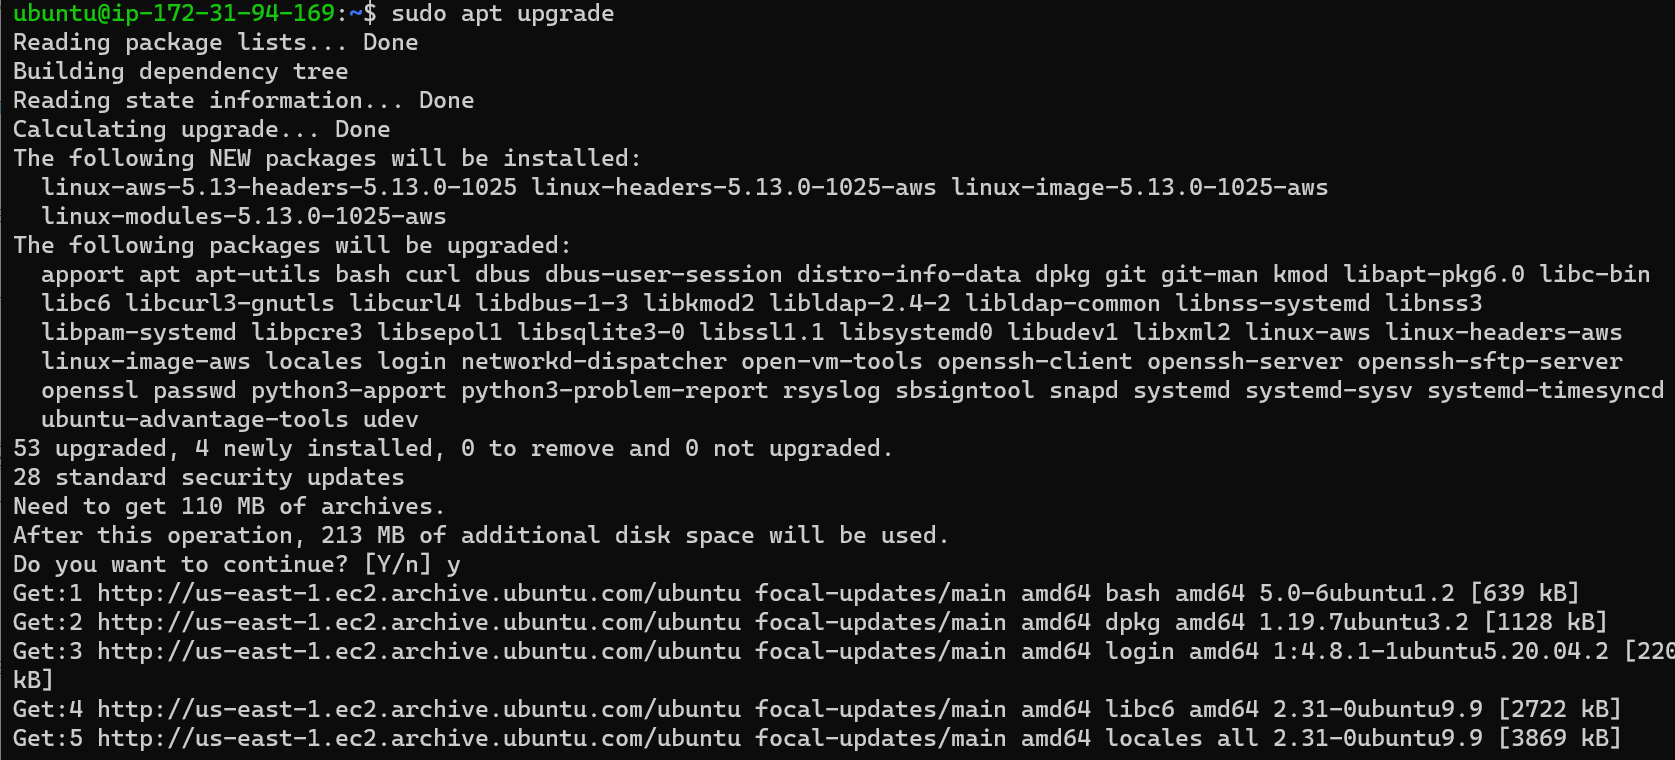 ubuntu@ip-172-31-94-169:~$ sudo apt upgrade
Reading package lists... Done
Building dependency tree
Reading state information... Done
Calculating upgrade... Done
The following NEW packages will be installed:
  linux-aws-5.13-headers-5.13.0-1025 linux-headers-5.13.0-1025-aws linux-image-5.13.0-1025-aws
  linux-modules-5.13.0-1025-aws
The following packages will be upgraded:
  apport apt apt-utils bash curl dbus dbus-user-session distro-info-data dpkg git git-man kmod libapt-pkg6.0 libc-bin
  libc6 libcurl3-gnutls libcurl4 libdbus-1-3 libkmod2 libldap-2.4-2 libldap-common libnss-systemd libnss3
  libpam-systemd libpcre3 libsepol1 libsqlite3-0 libssl1.1 libsystemd0 libudev1 libxml2 linux-aws linux-headers-aws
  linux-image-aws locales login networkd-dispatcher open-vm-tools openssh-client openssh-server openssh-sftp-server
  openssl passwd python3-apport python3-problem-report rsyslog sbsigntool snapd systemd systemd-sysv systemd-timesyncd
  ubuntu-advantage-tools udev
53 upgraded, 4 newly installed, 0 to remove and 0 not upgraded.
28 standard security updates
Need to get 110 MB of archives.
After this operation, 213 MB of additional disk space will be used.
Do you want to continue? [Y/n] y
Get:1 http://us-east-1.ec2.archive.ubuntu.com/ubuntu focal-updates/main amd64 bash amd64 5.0-6ubuntu1.2 [639 kB]
Get:2 http://us-east-1.ec2.archive.ubuntu.com/ubuntu focal-updates/main amd64 dpkg amd64 1.19.7ubuntu3.2 [1128 kB]
Get:3 http://us-east-1.ec2.archive.ubuntu.com/ubuntu focal-updates/main amd64 login amd64 1:4.8.1-1ubuntu5.20.04.2 [220
kB]
Get:4 http://us-east-1.ec2.archive.ubuntu.com/ubuntu focal-updates/main amd64 libc6 amd64 2.31-0ubuntu9.9 [2722 kB]
Get:5 http://us-east-1.ec2.archive.ubuntu.com/ubuntu focal-updates/main amd64 locales all 2.31-0ubuntu9.9 [3869 kB]